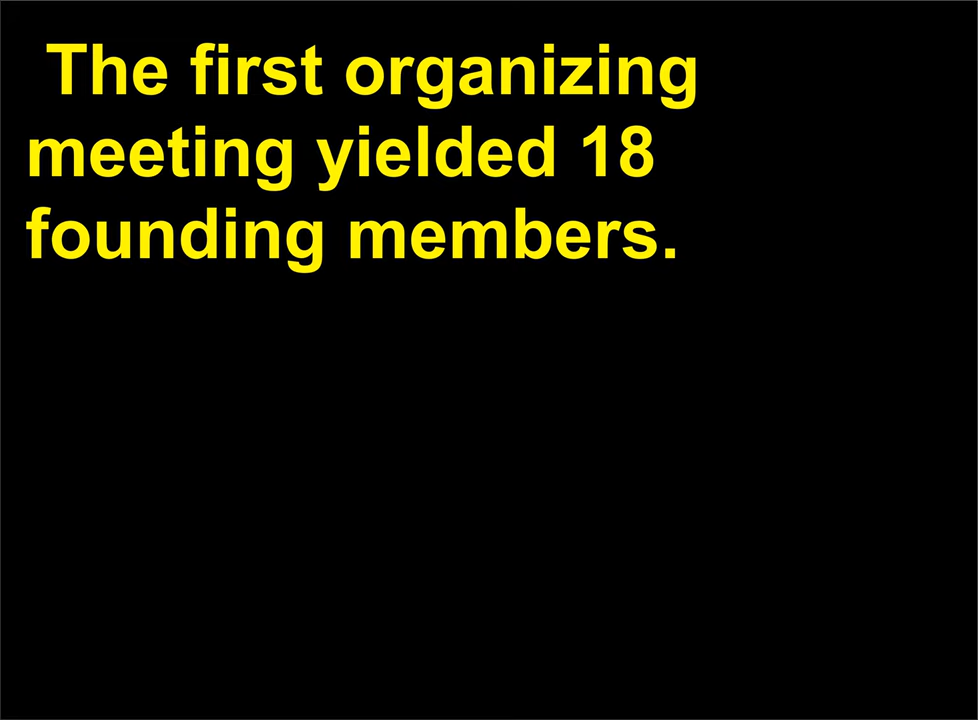 The first organizing
meeting yielded 18
founding members.